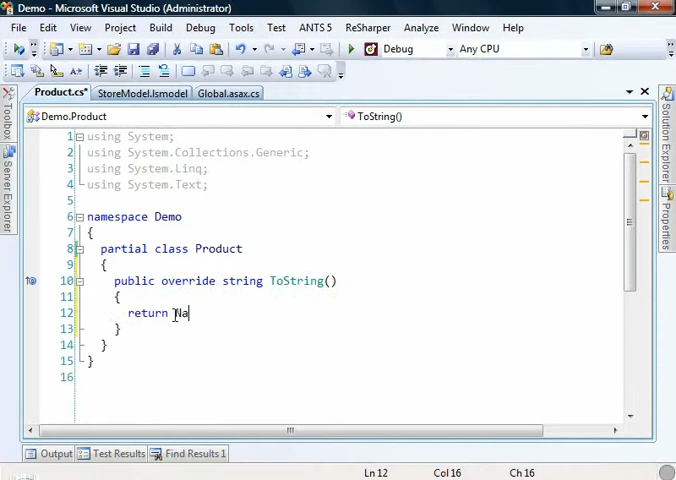 Demo - Microsoft Visual Studio (Administrator)
File Edit View Project Build Debug Tools Test ANTS 5 ReSharper Analyze Window Help
Debug Any CPU
Product.cs* StoreModel.lsmodel Global.asax.cs
Demo.Product ToString()
1 using System;
2 using System.Collections.Generic;
3 using System.Linq;
4 using System.Text;
5
6 namespace Demo
7 {
8 partial class Product
9 {
10 public override string ToString()
11 {
12 return Na
13 }
14 }
15 }
16
Toolbox
Server Explorer
Solution Explorer
Properties
Output Test Results Find Results 1
Ln 12 Col 16 Ch 16